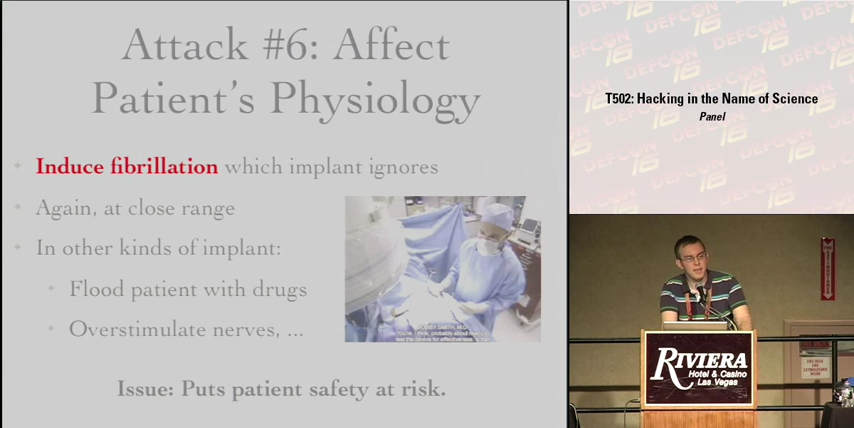 Attack #6: Affect
Patient's Physiology
Induce fibrillation which implant ignores
Again, at close range
In other kinds of implant:
Flood patient with drugs
Overstimulate nerves, ...
Issue: Puts patient safety at risk.
DEFCON
16
T502: Hacking in the Name of Science
Panel
RIVIERA
Hotel & Casino
Las Vegas